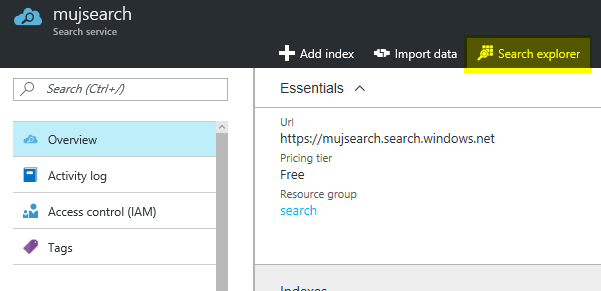 mujsearch
Search service
Add index
Import data
Search explorer
Search (Ctrl+/)
Overview
Activity log
Access control (IAM)
Tags
Essentials
Url
https://mujsearch.search.windows.net
Pricing tier
Free
Resource group
search
Indexes